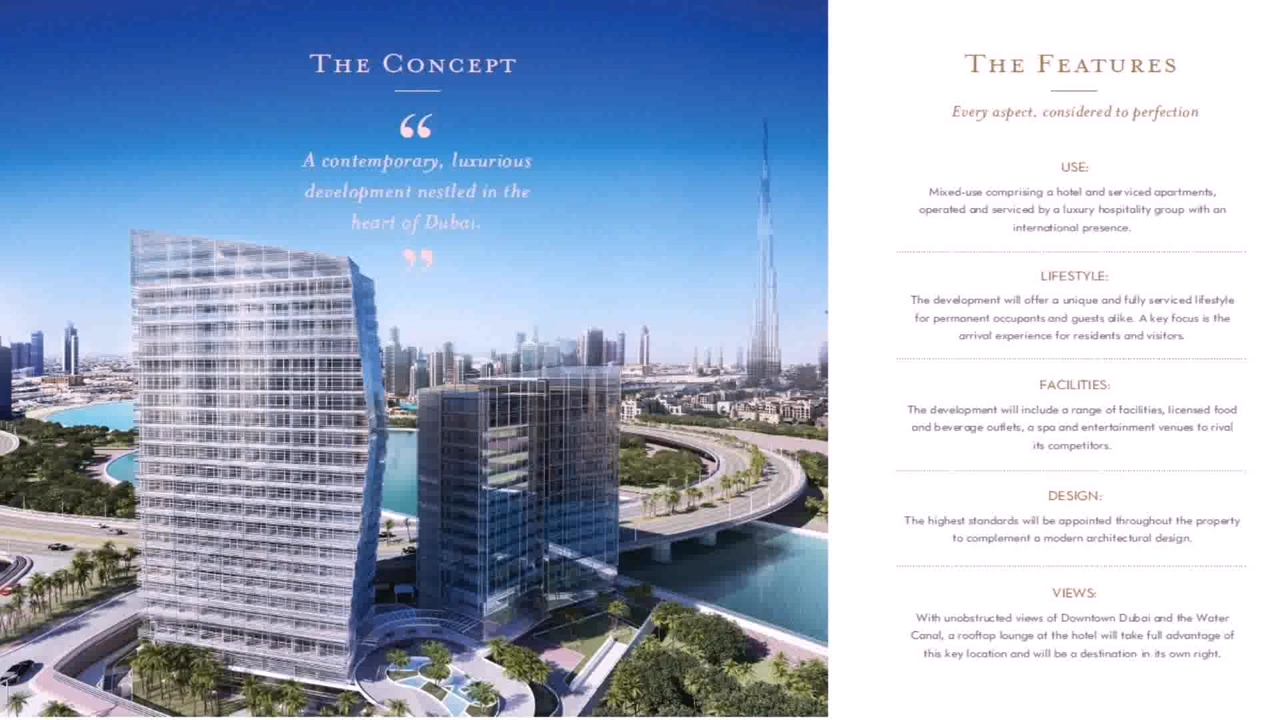 THE CONCEPT
“
A contemporary, luxurious
development nestled in the
heart of Dubai.
”
THE FEATURES
Every aspect, considered to perfection
USE:
Mixed-use comprising a hotel and serviced apartments,
operated and serviced by a luxury hospitality group with an
international presence.
LIFESTYLE:
The development will offer a unique and fully serviced lifestyle
for permanent occupants and guests alike. A key focus is the
arrival experience for residents and visitors.
FACILITIES:
The development will include a range of facilities, licensed food
and beverage outlets, a spa and entertainment venues to rival
its competitors.
DESIGN:
The highest standards will be appointed throughout the property
to complement a modern architectural design.
VIEWS:
With unobstructed views of Downtown Dubai and the Water
Canal, a rooftop lounge at the hotel will take full advantage of
this key location and will be a destination in its own right.